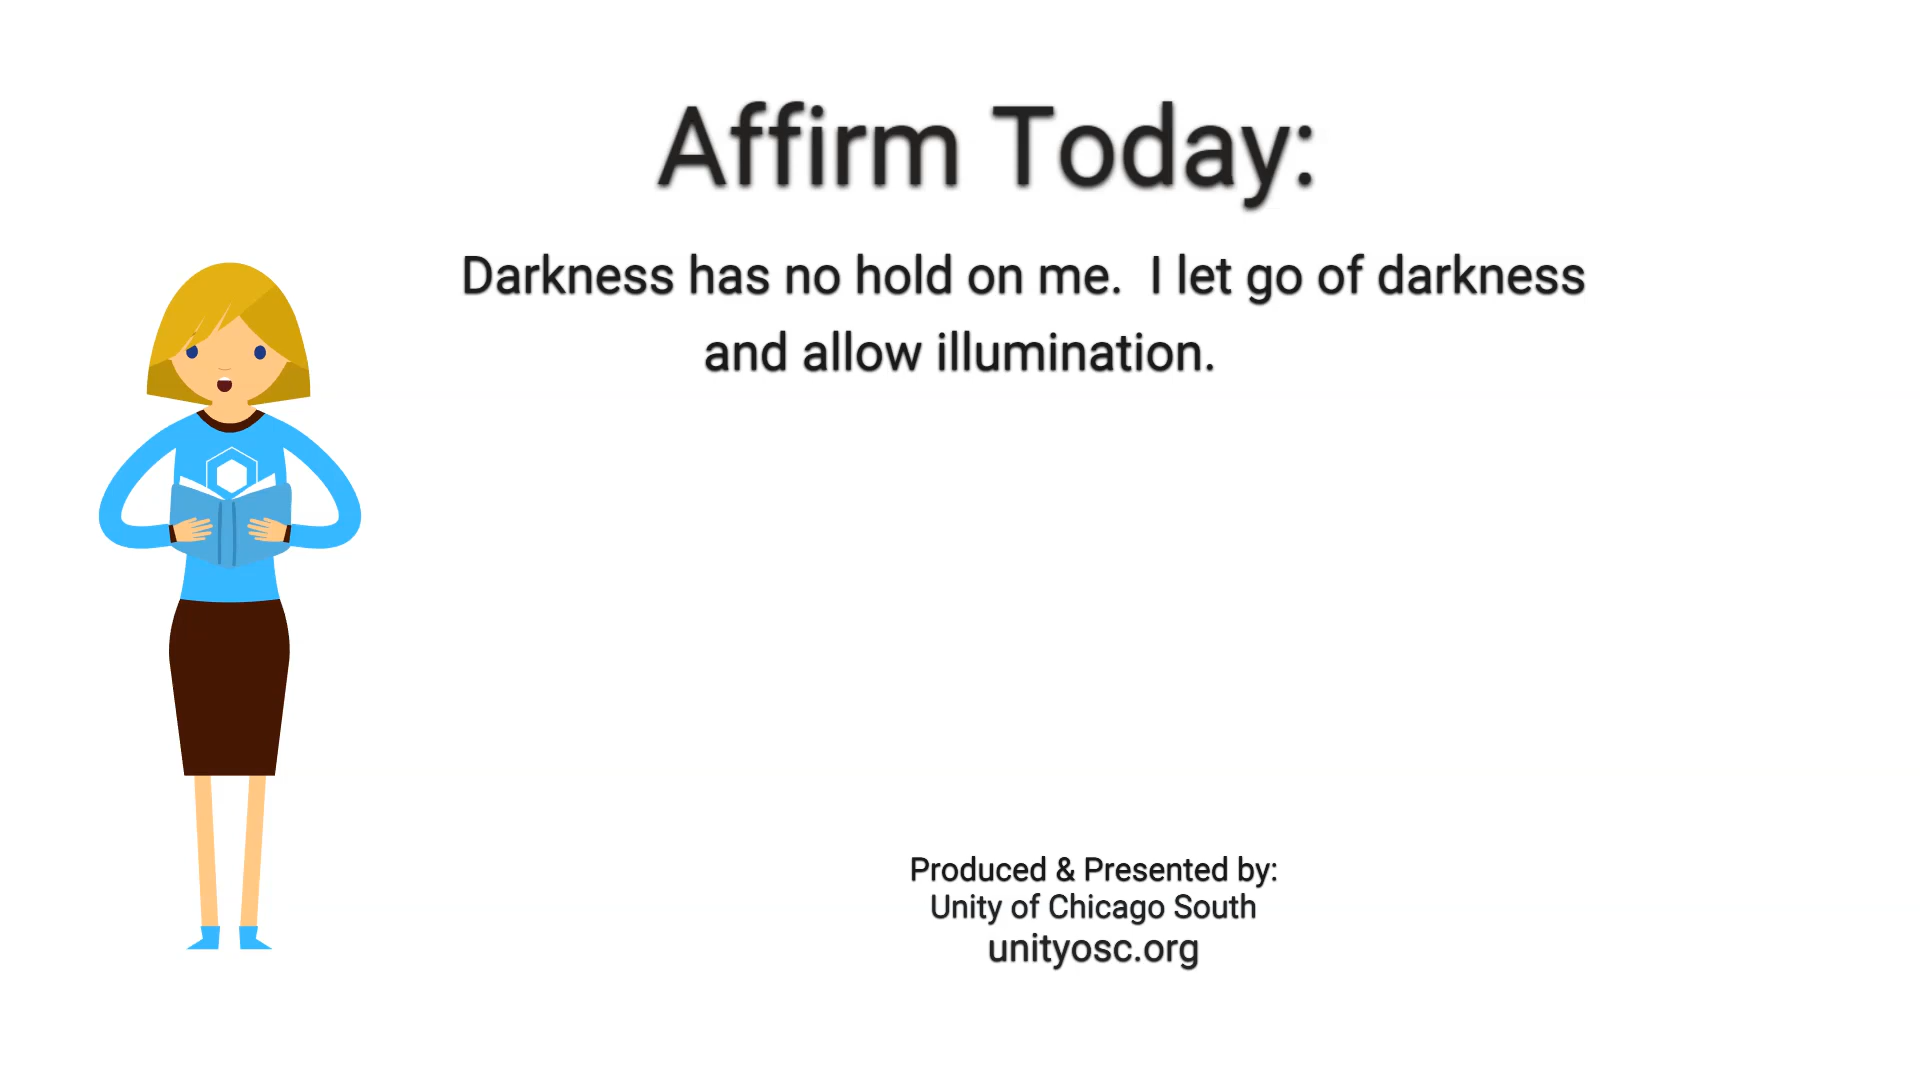 Affirm Today:
Darkness has no hold on me.  I let go of darkness
and allow illumination.
Produced & Presented by:
Unity of Chicago South
unityosc.org